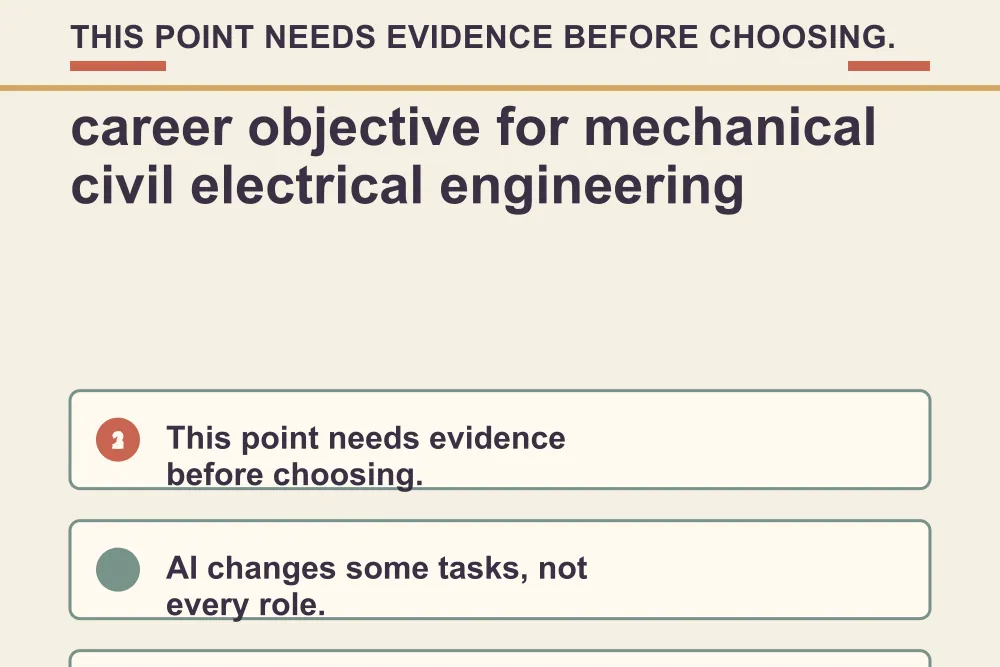 THIS POINT NEEDS EVIDENCE BEFORE CHOOSING.
career objective for mechanical
civil electrical engineering
This point needs evidence
before choosing.
AI changes some tasks, not
every role.